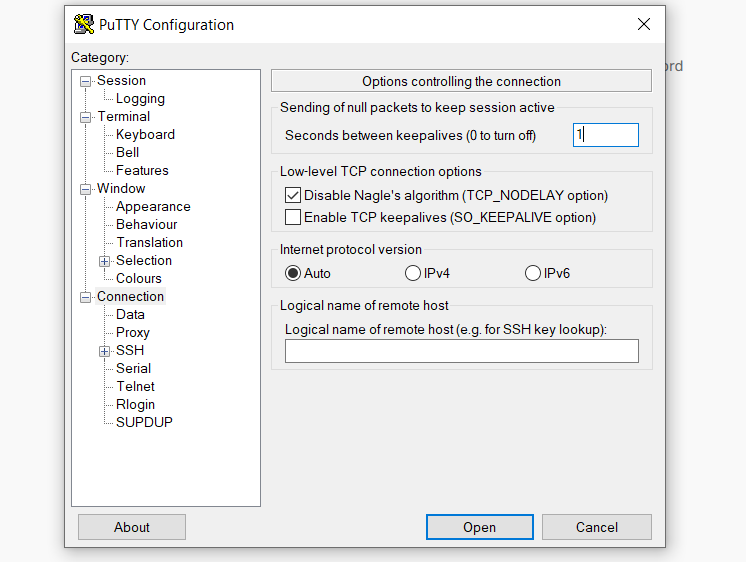 PuTTY Configuration
Category:
Session
Logging
Terminal
Keyboard
Bell
Features
Window
Appearance
Behaviour
Translation
Selection
Colours
Connection
Data
Proxy
SSH
Serial
Telnet
Rlogin
SUPDUP
Options controlling the connection
Sending of null packets to keep session active
Seconds between keepalives (0 to turn off) 1
Low-level TCP connection options
Disable Nagle's algorithm (TCP_NODELAY option)
Enable TCP keepalives (SO_KEEPALIVE option)
Internet protocol version
Auto IPv4 IPv6
Logical name of remote host
Logical name of remote host (e.g. for SSH key lookup):
About Open Cancel
ord